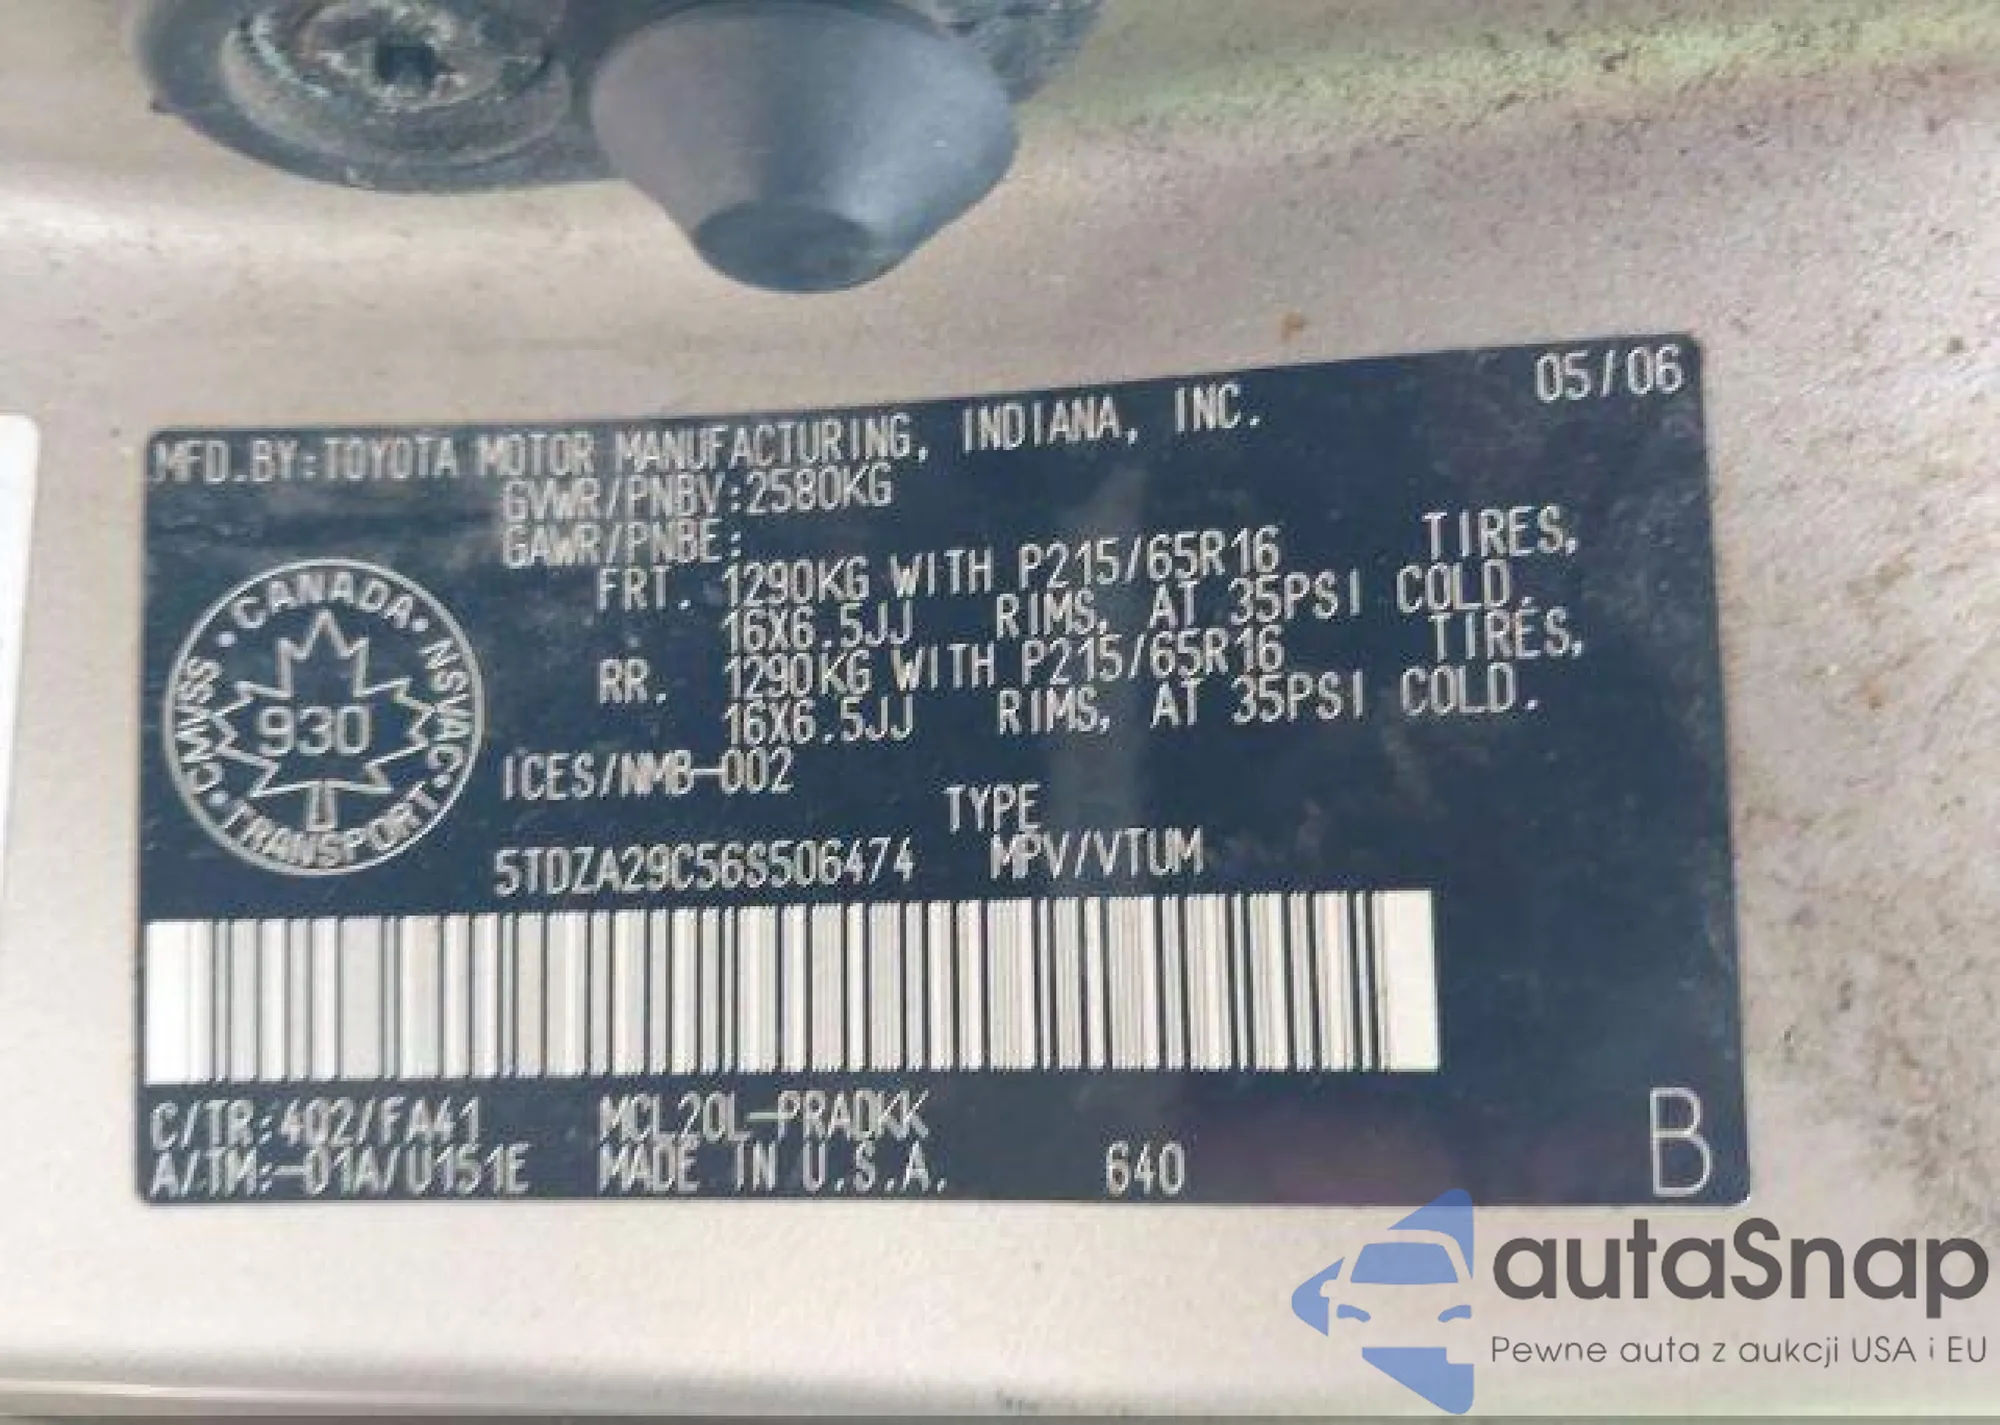 05/06
MFD.BY:TOYOTA MOTOR MANUFACTURING, INDIANA, INC.
GVWR/PNBV:2580KG
GAWR/PNBE:
FRT. 1290KG WITH P215/65R16 TIRES,
16X6.5JJ RIMS, AT 35PSI COLD.
RR. 1290KG WITH P215/65R16 TIRES,
16X6.5JJ RIMS, AT 35PSI COLD.
CANADA • NSVAC • TRANSPORT • CMVSS •
930
ICES/NMB-002
TYPE
5TDZA29C56S506474 MPV/VTUM
C/TR:402/FA41 MCL20L-PRADKK
A/TM:-01A/U151E MADE IN U.S.A. 640
B
autaSnap
Pewne auta z aukcji USA i EU